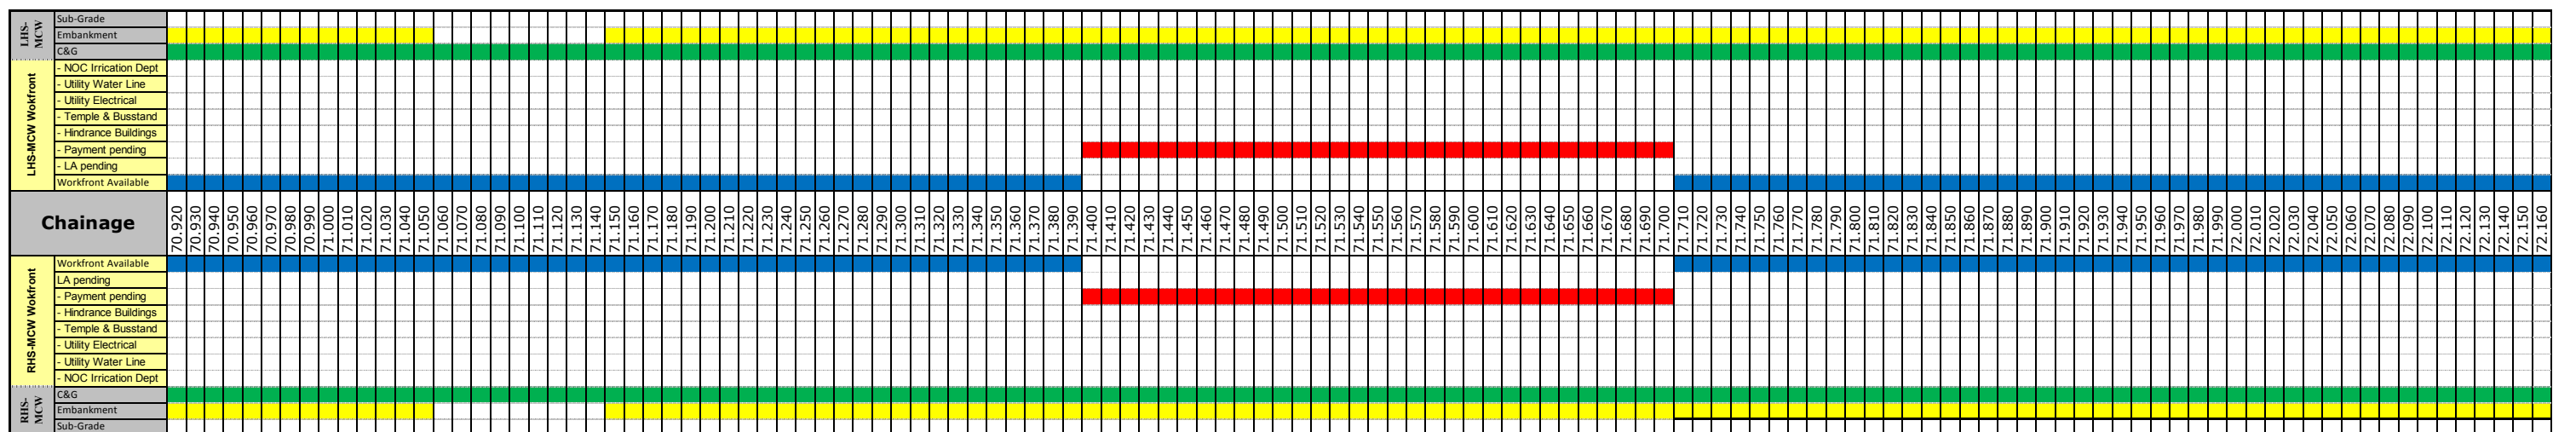 LHS-
MCW
Sub-Grade
Embankment
C&G
LHS-MCW Wokfront
- NOC Irrication Dept
- Utility Water Line
- Utility Electrical
- Temple & Busstand
- Hindrance Buildings
- Payment pending
- LA pending
Workfront Available
Chainage
70.920 70.930 70.940 70.950 70.960 70.970 70.980 70.990 71.000 71.010 71.020 71.030 71.040 71.050 71.060 71.070 71.080 71.090 71.100 71.110 71.120 71.130 71.140 71.150 71.160 71.170 71.180 71.190 71.200 71.210 71.220 71.230 71.240 71.250 71.260 71.270 71.280 71.290 71.300 71.310 71.320 71.330 71.340 71.350 71.360 71.370 71.380 71.390 71.400 71.410 71.420 71.430 71.440 71.450 71.460 71.470 71.480 71.490 71.500 71.510 71.520 71.530 71.540 71.550 71.560 71.570 71.580 71.590 71.600 71.610 71.620 71.630 71.640 71.650 71.660 71.670 71.680 71.690 71.700 71.710 71.720 71.730 71.740 71.750 71.760 71.770 71.780 71.790 71.800 71.810 71.820 71.830 71.840 71.850 71.860 71.870 71.880 71.890 71.900 71.910 71.920 71.930 71.940 71.950 71.960 71.970 71.980 71.990 72.000 72.010 72.020 72.030 72.040 72.050 72.060 72.070 72.080 72.090 72.100 72.110 72.120 72.130 72.140 72.150 72.160
RHS-MCW Wokfront
Workfront Available
LA pending
- Payment pending
- Hindrance Buildings
- Temple & Busstand
- Utility Electrical
- Utility Water Line
- NOC Irrication Dept
RHS-
MCW
C&G
Embankment
Sub-Grade